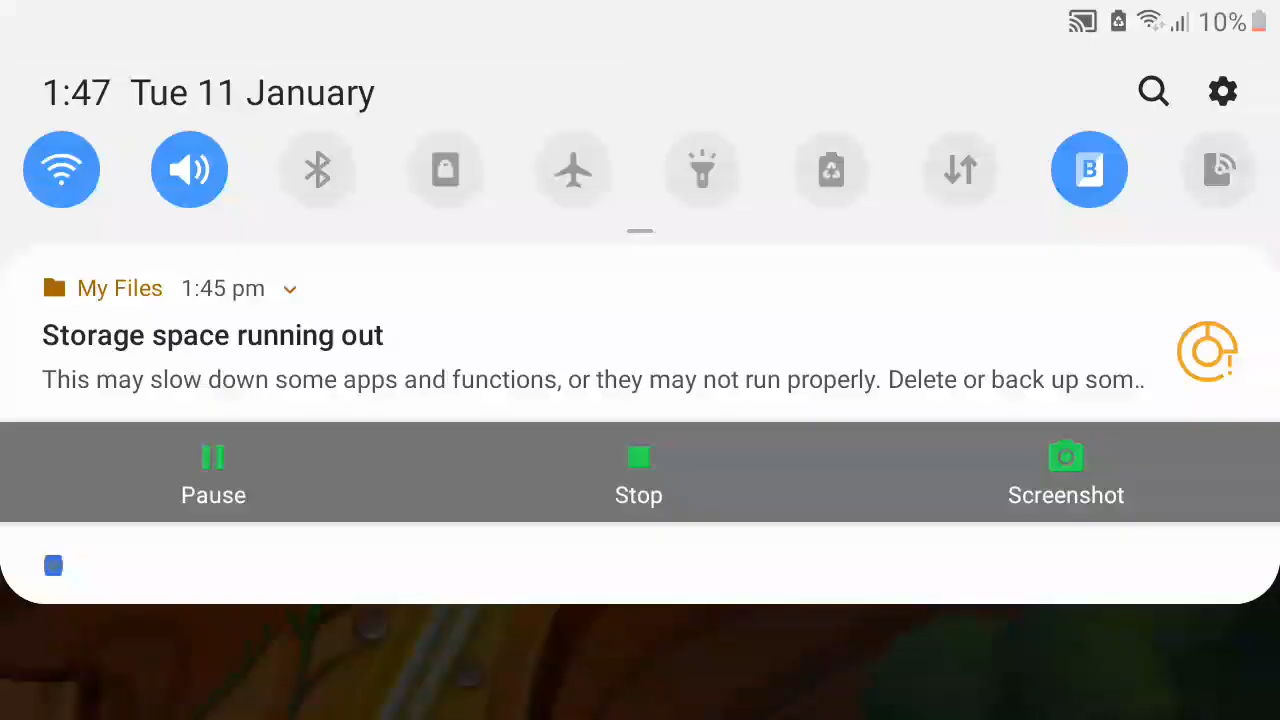 10%
1:47 Tue 11 January
B
My Files 1:45 pm
Storage space running out
This may slow down some apps and functions, or they may not run properly. Delete or back up som..
Pause Stop Screenshot